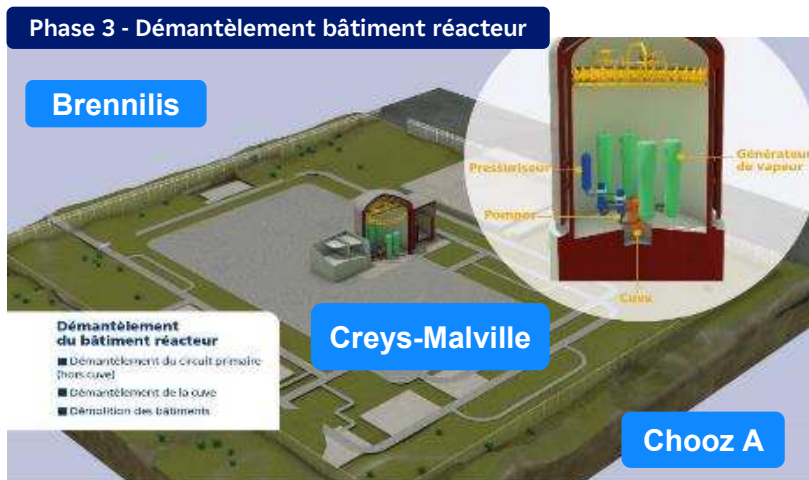 Phase 3 - Démantèlement bâtiment réacteur
Brennilis
Pressuriseur
Générateur
de vapeur
Pompes
Cuve
Démantèlement
du bâtiment réacteur
■ Démantèlement du circuit primaire
(hors cuve)
■ Démantèlement de la cuve
■ Démolition des bâtiments
Creys-Malville
Chooz A